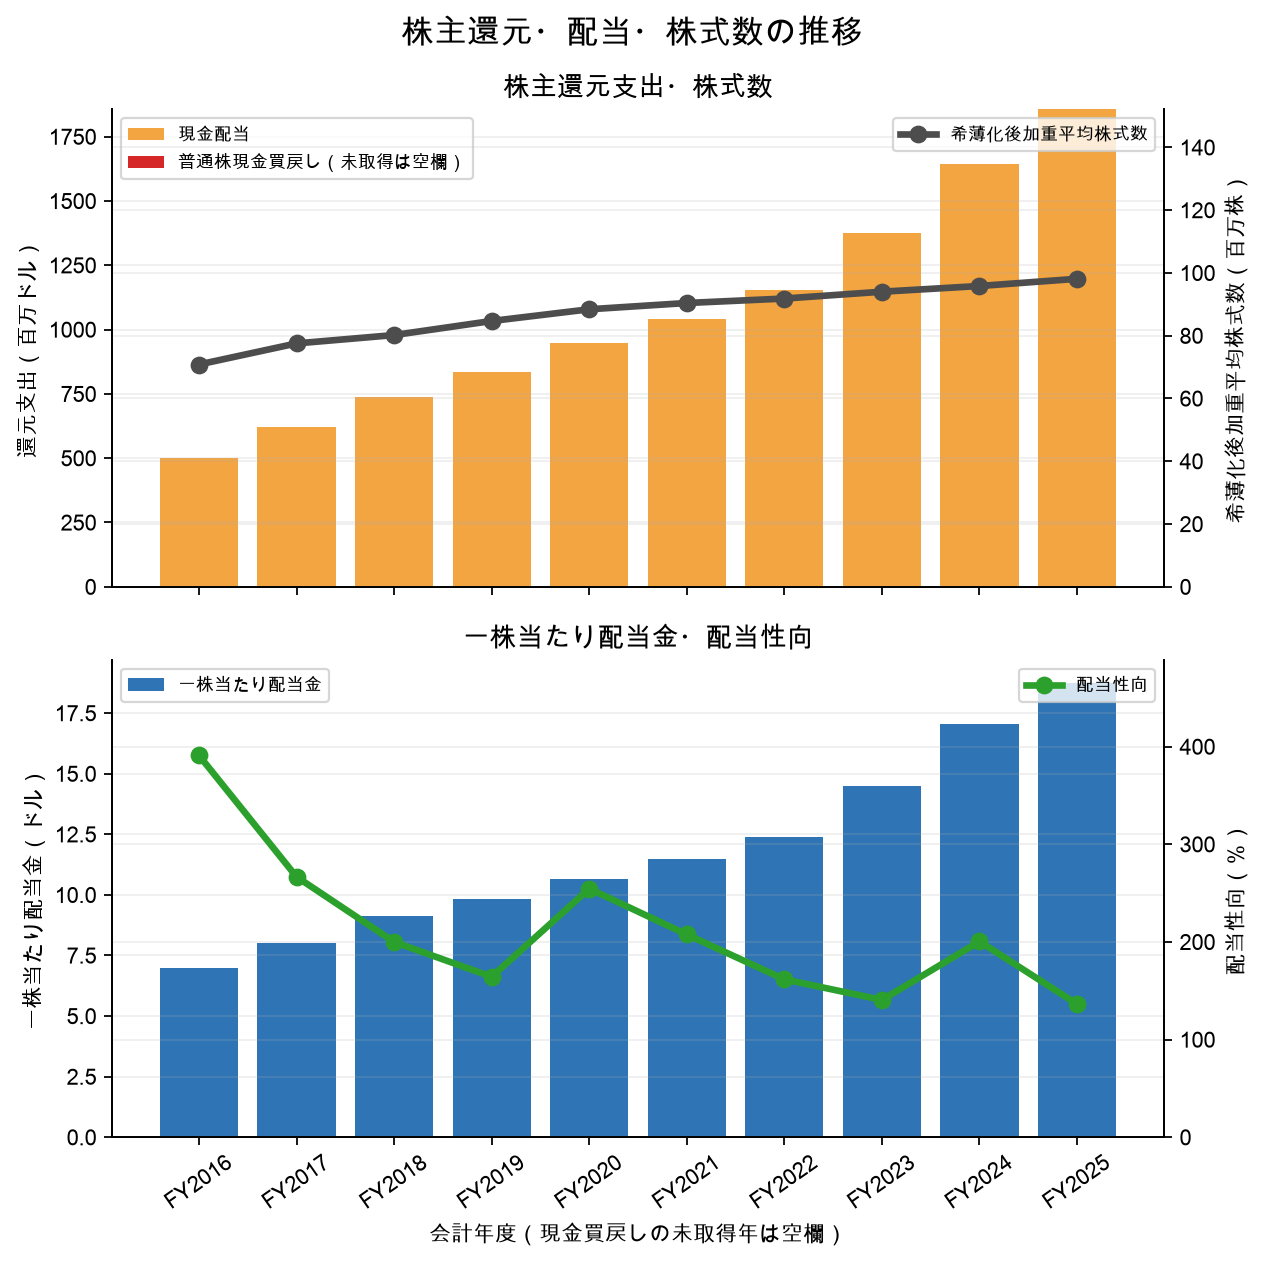 株主還元・配当・株式数の推移
株主還元支出・株式数
現金配当
普通株現金買戻し(未取得は空欄)
希薄化後加重平均株式数
還元支出(百万ドル)
1750
1500
1250
1000
750
500
250
0
140
120
100
80
60
40
20
0
希薄化後加重平均株式数(百万株)
一株当たり配当金・配当性向
一株当たり配当金
配当性向
一株当たり配当金(ドル)
17.5
15.0
12.5
10.0
7.5
5.0
2.5
0.0
400
300
200
100
0
配当性向(%)
FY2016 FY2017 FY2018 FY2019 FY2020 FY2021 FY2022 FY2023 FY2024 FY2025
会計年度(現金買戻しの未取得年は空欄)